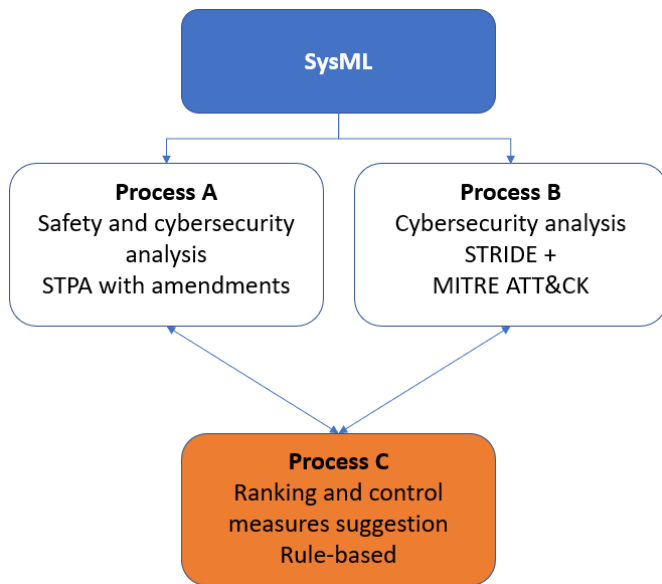 SysML
Process A
Safety and cybersecurity
analysis
STPA with amendments
Process B
Cybersecurity analysis
STRIDE +
MITRE ATT&CK
Process C
Ranking and control
measures suggestion
Rule-based